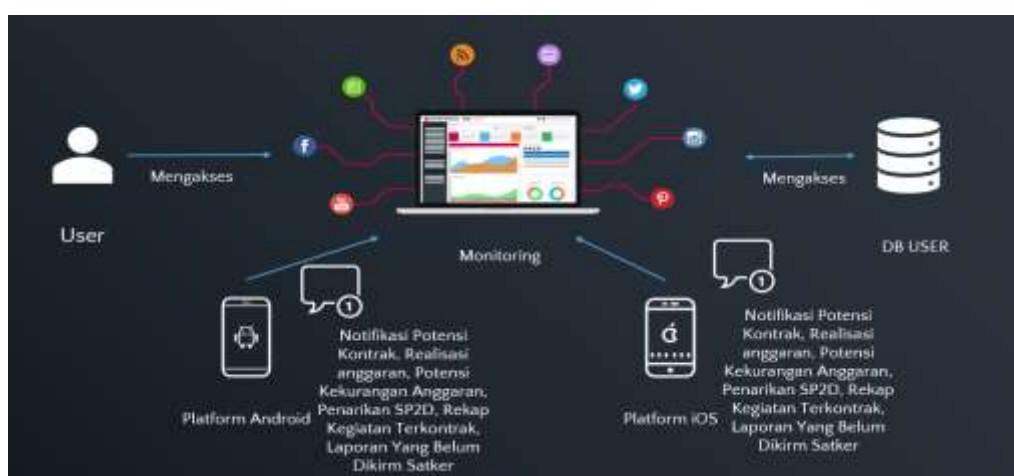 Mengakses
User
Monitoring
Mengakses
DB USER
Platform Android
1
Notifikasi Potensi
Kontrak, Realisasi
anggaran, Potensi
Kekurangan Anggaran,
Penarikan SP2D, Rekap
Kegiatan Terkontrak,
Laporan Yang Belum
Dikirm Satker
Platform iOS
1
Notifikasi Potensi
Kontrak, Realisasi
anggaran, Potensi
Kekurangan Anggaran,
Penarikan SP2D, Rekap
Kegiatan Terkontrak,
Laporan Yang Belum
Dikirm Satker